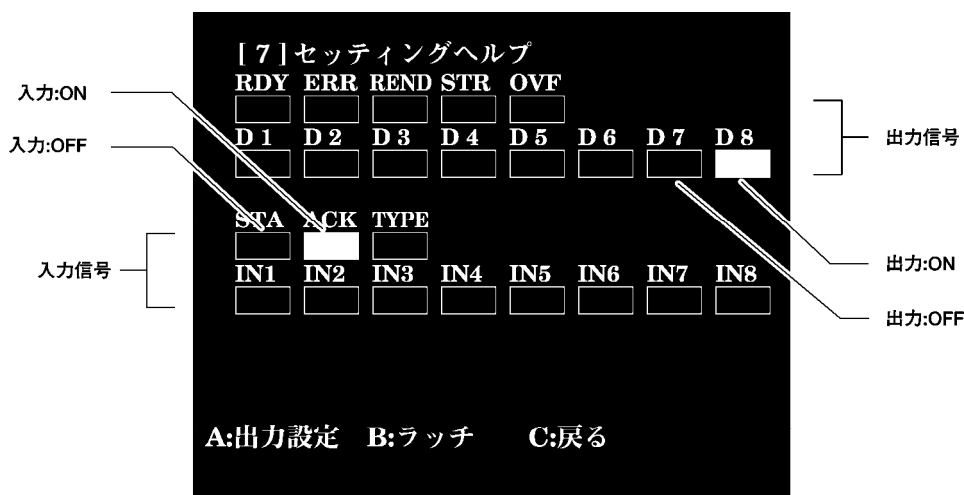 [7]セッティングヘルプ
RDY ERR REND STR OVF
D1 D2 D3 D4 D5 D6 D7 D8
STA ACK TYPE
IN1 IN2 IN3 IN4 IN5 IN6 IN7 IN8
A:出力設定 B:ラッチ C:戻る
入力:ON
入力:OFF
入力信号
出力信号
出力:ON
出力:OFF